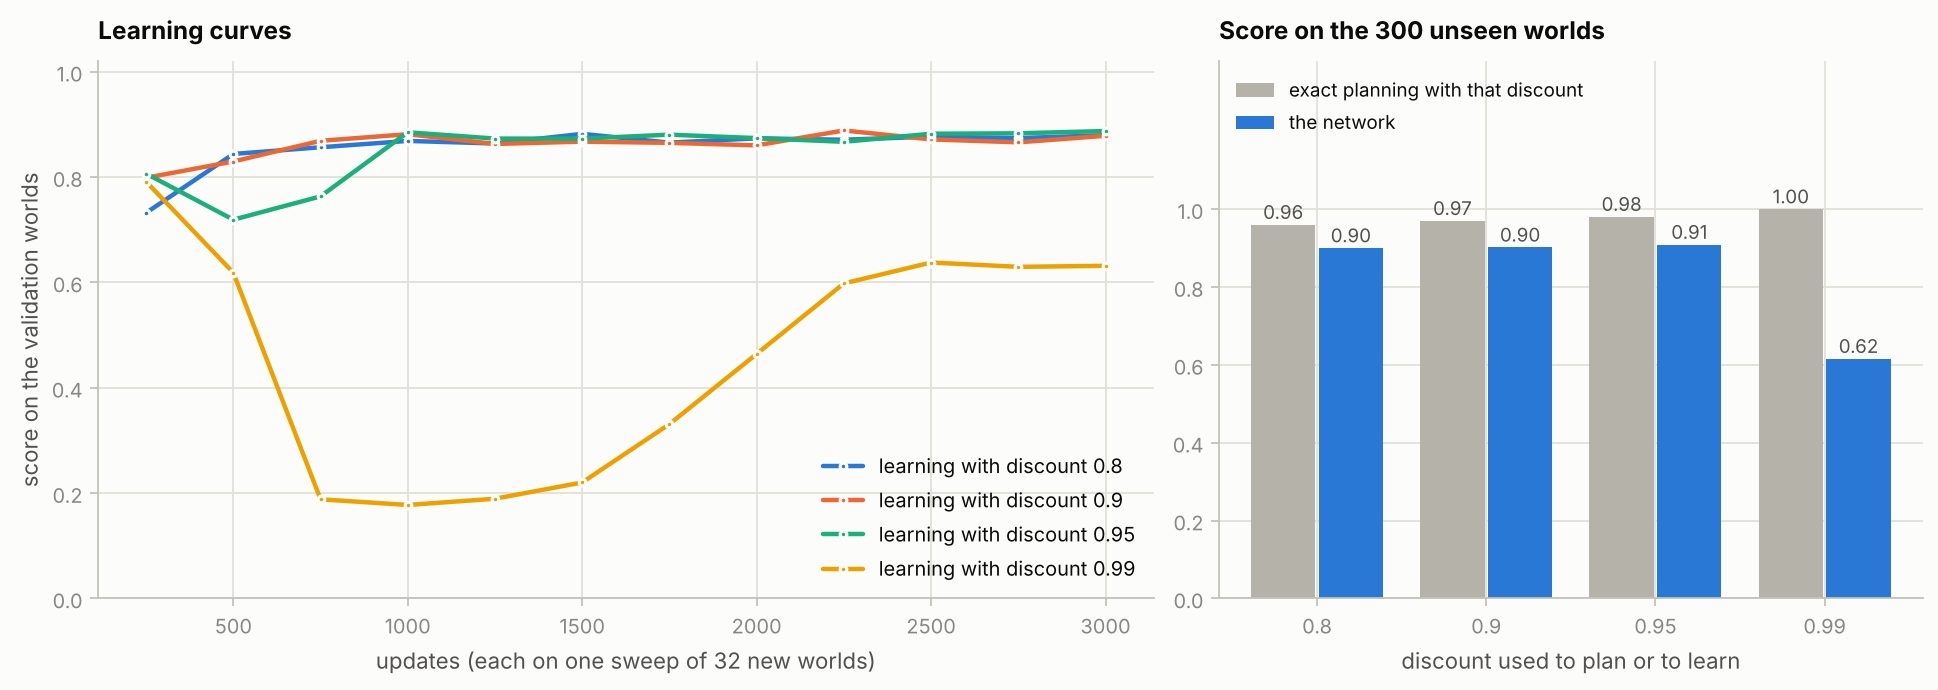 Learning curves
score on the validation worlds
1.0
0.8
0.6
0.4
0.2
0.0
learning with discount 0.8
learning with discount 0.9
learning with discount 0.95
learning with discount 0.99
500 1000 1500 2000 2500 3000
updates (each on one sweep of 32 new worlds)
Score on the 300 unseen worlds
exact planning with that discount
the network
1.0
0.8
0.6
0.4
0.2
0.0
0.96 0.90 0.97 0.90 0.98 0.91 1.00 0.62
0.8 0.9 0.95 0.99
discount used to plan or to learn